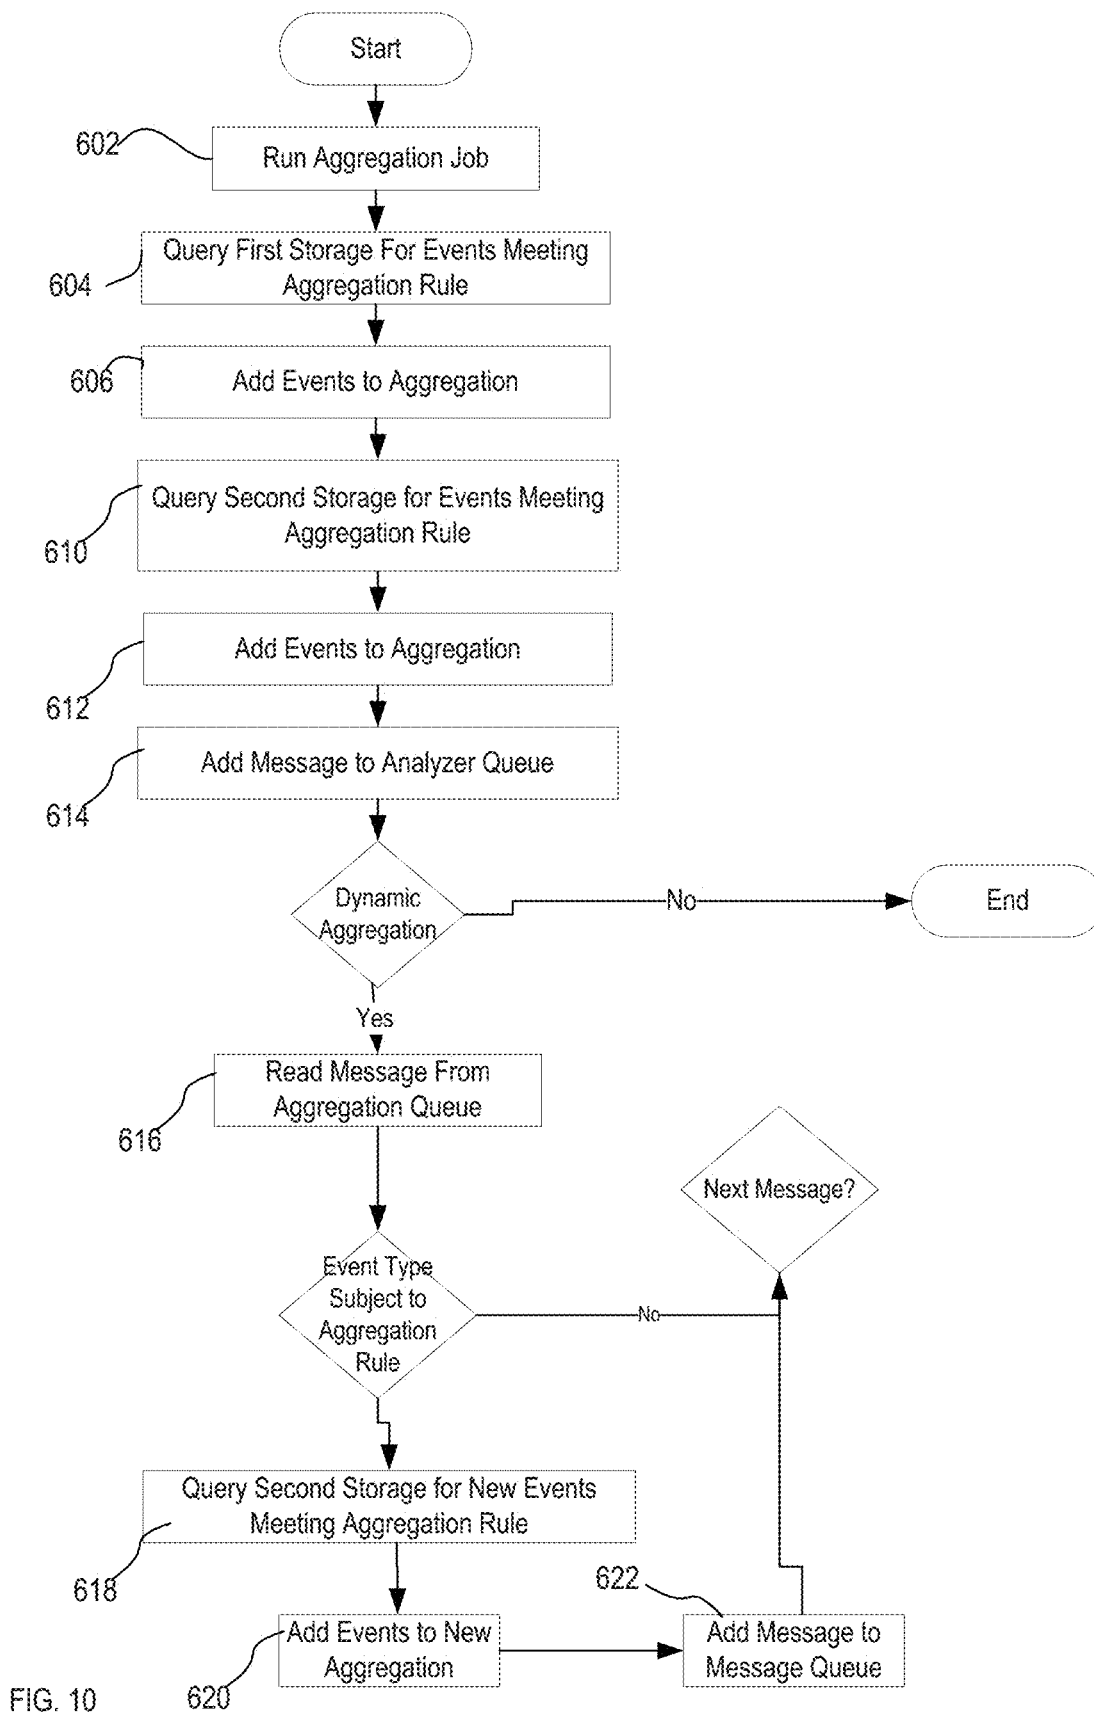 Start
602
Run Aggregation Job
Query First Storage For Events Meeting
Aggregation Rule
604
606
Add Events to Aggregation
Query Second Storage for Events Meeting
Aggregation Rule
610
Add Events to Aggregation
612
Add Message to Analyzer Queue
614
Dynamic
Aggregation
No
End
Yes
Read Message From
Aggregation Queue
616
Next Message?
Event Type
Subject to
Aggregation
Rule
No
Query Second Storage for New Events
Meeting Aggregation Rule
618
622
Add Events to New
Aggregation
Add Message to
Message Queue
620
FIG. 10